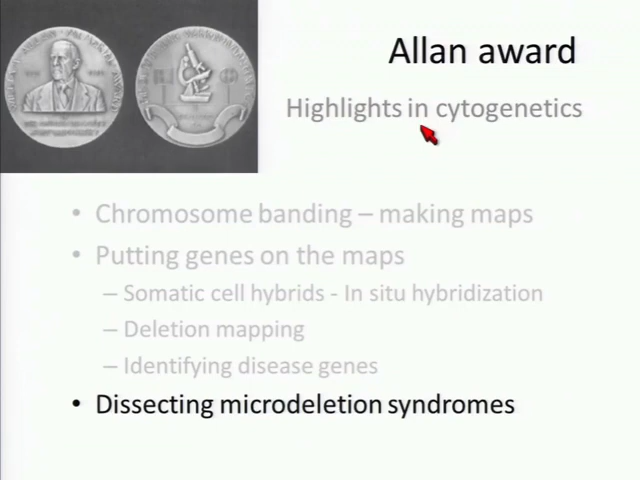 Allan award
Highlights in cytogenetics
• Chromosome banding – making maps
• Putting genes on the maps
– Somatic cell hybrids - In situ hybridization
– Deletion mapping
– Identifying disease genes
• Dissecting microdeletion syndromes